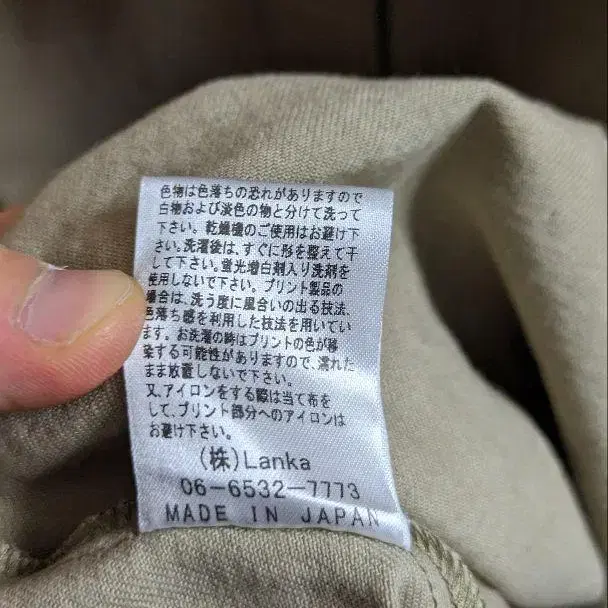 色物は色落ちの恐れがありますので
白物および淡色の物と分けて洗って
下さい。乾燥機のご使用はお避け下
さい。洗濯後は、すぐに形を整えて干
して下さい。蛍光増白剤入り洗剤を
使用しないで下さい。プリント製品の
場合は、洗う度に風合いの出る技法、
色落ち感を利用した技法を用いてい
ます。お洗濯の時はプリントの色が移
染する可能性がありますので、濡れた
まま放置しないで下さい。
又、アイロンをする際は当て布を
して、プリント部分へのアイロンは
お避け下さい。
(株)Lanka
06-6532-7773
MADE IN JAPAN